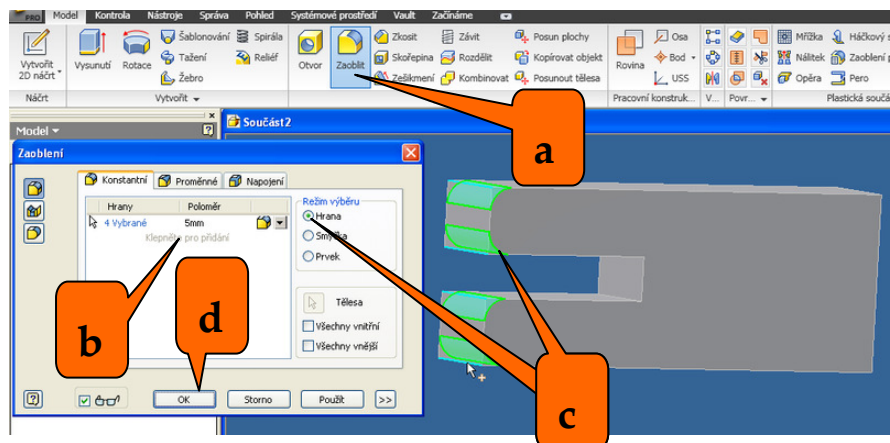 PRO Model Kontrola Nástroje Správa Pohled Systémové prostředí Vault Začínáme
Vytvořit 2D náčrt
Náčrt
Vysunutí Rotace
Šablonování Spirála
Tažení Reliéf
Žebro
Vytvořit
Otvor Zaoblit
Zkosit Závit Posun plochy
Skořepina Rozdělit Kopírovat objekt
Zešikmení Kombinovat Posunout tělesa
Rovina
Osa
Bod
USS
Pracovní konstruk...
V...
Povr...
Mřížka Háčkový s
Nálitek Zaoblení p
Opěra Pero
Plastická součá
Model
Součást2
Zaoblení
Konstantní Proměnné Napojení
Hrany Poloměr
4 Vybrané 5mm
Klepněte pro přidání
Režim výběru
Hrana
Smyčka
Prvek
Tělesa
Všechny vnitřní
Všechny vnější
OK Storno Použít >>
a
b
d
c